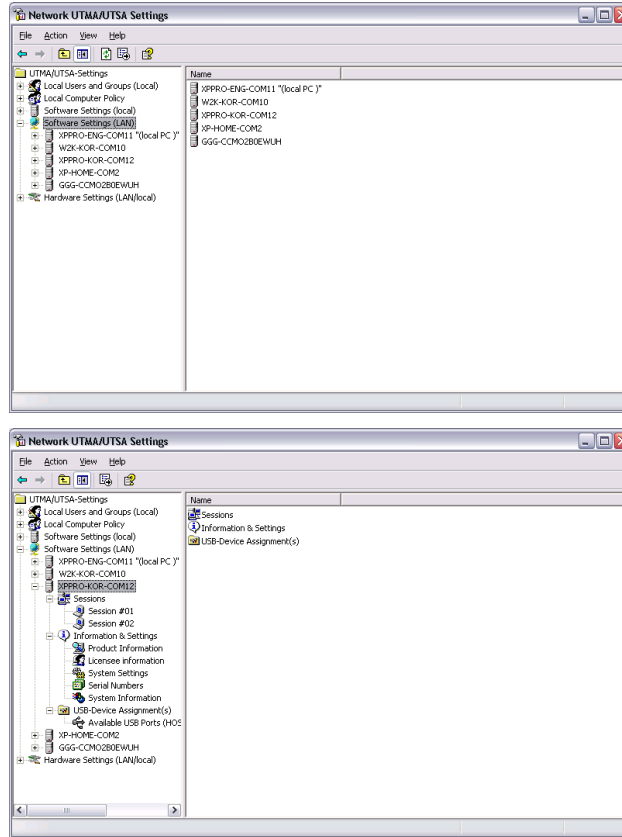 Network UTMA/UTSA Settings
File Action View Help
UTMA/UTSA-Settings
Local Users and Groups (Local)
Local Computer Policy
Software Settings (local)
Software Settings (LAN)
XPPRO-ENG-COM11 "(local PC )"
W2K-KOR-COM10
XPPRO-KOR-COM12
XP-HOME-COM2
GGG-CCMO2B0EWUH
Hardware Settings (LAN/local)
Name
XPPRO-ENG-COM11 "(local PC )"
W2K-KOR-COM10
XPPRO-KOR-COM12
XP-HOME-COM2
GGG-CCMO2B0EWUH
Network UTMA/UTSA Settings
File Action View Help
UTMA/UTSA-Settings
Local Users and Groups (Local)
Local Computer Policy
Software Settings (local)
Software Settings (LAN)
XPPRO-ENG-COM11 "(local PC )"
W2K-KOR-COM10
XPPRO-KOR-COM12
Sessions
Session #01
Session #02
Information & Settings
Product Information
Licensee information
System Settings
Serial Numbers
System Information
USB-Device Assignment(s)
Available USB Ports (HOS
XP-HOME-COM2
GGG-CCMO2B0EWUH
Hardware Settings (LAN/local)
Name
Sessions
Information & Settings
USB-Device Assignment(s)